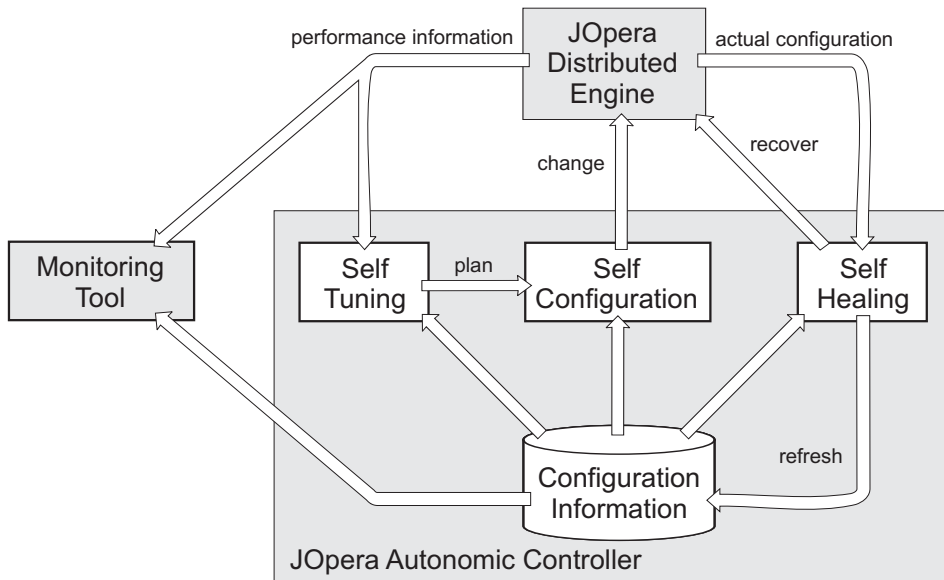 performance information
JOpera
Distributed
Engine
actual configuration
change
recover
Monitoring
Tool
Self
Tuning
plan
Self
Configuration
Self
Healing
Configuration
Information
refresh
JOpera Autonomic Controller